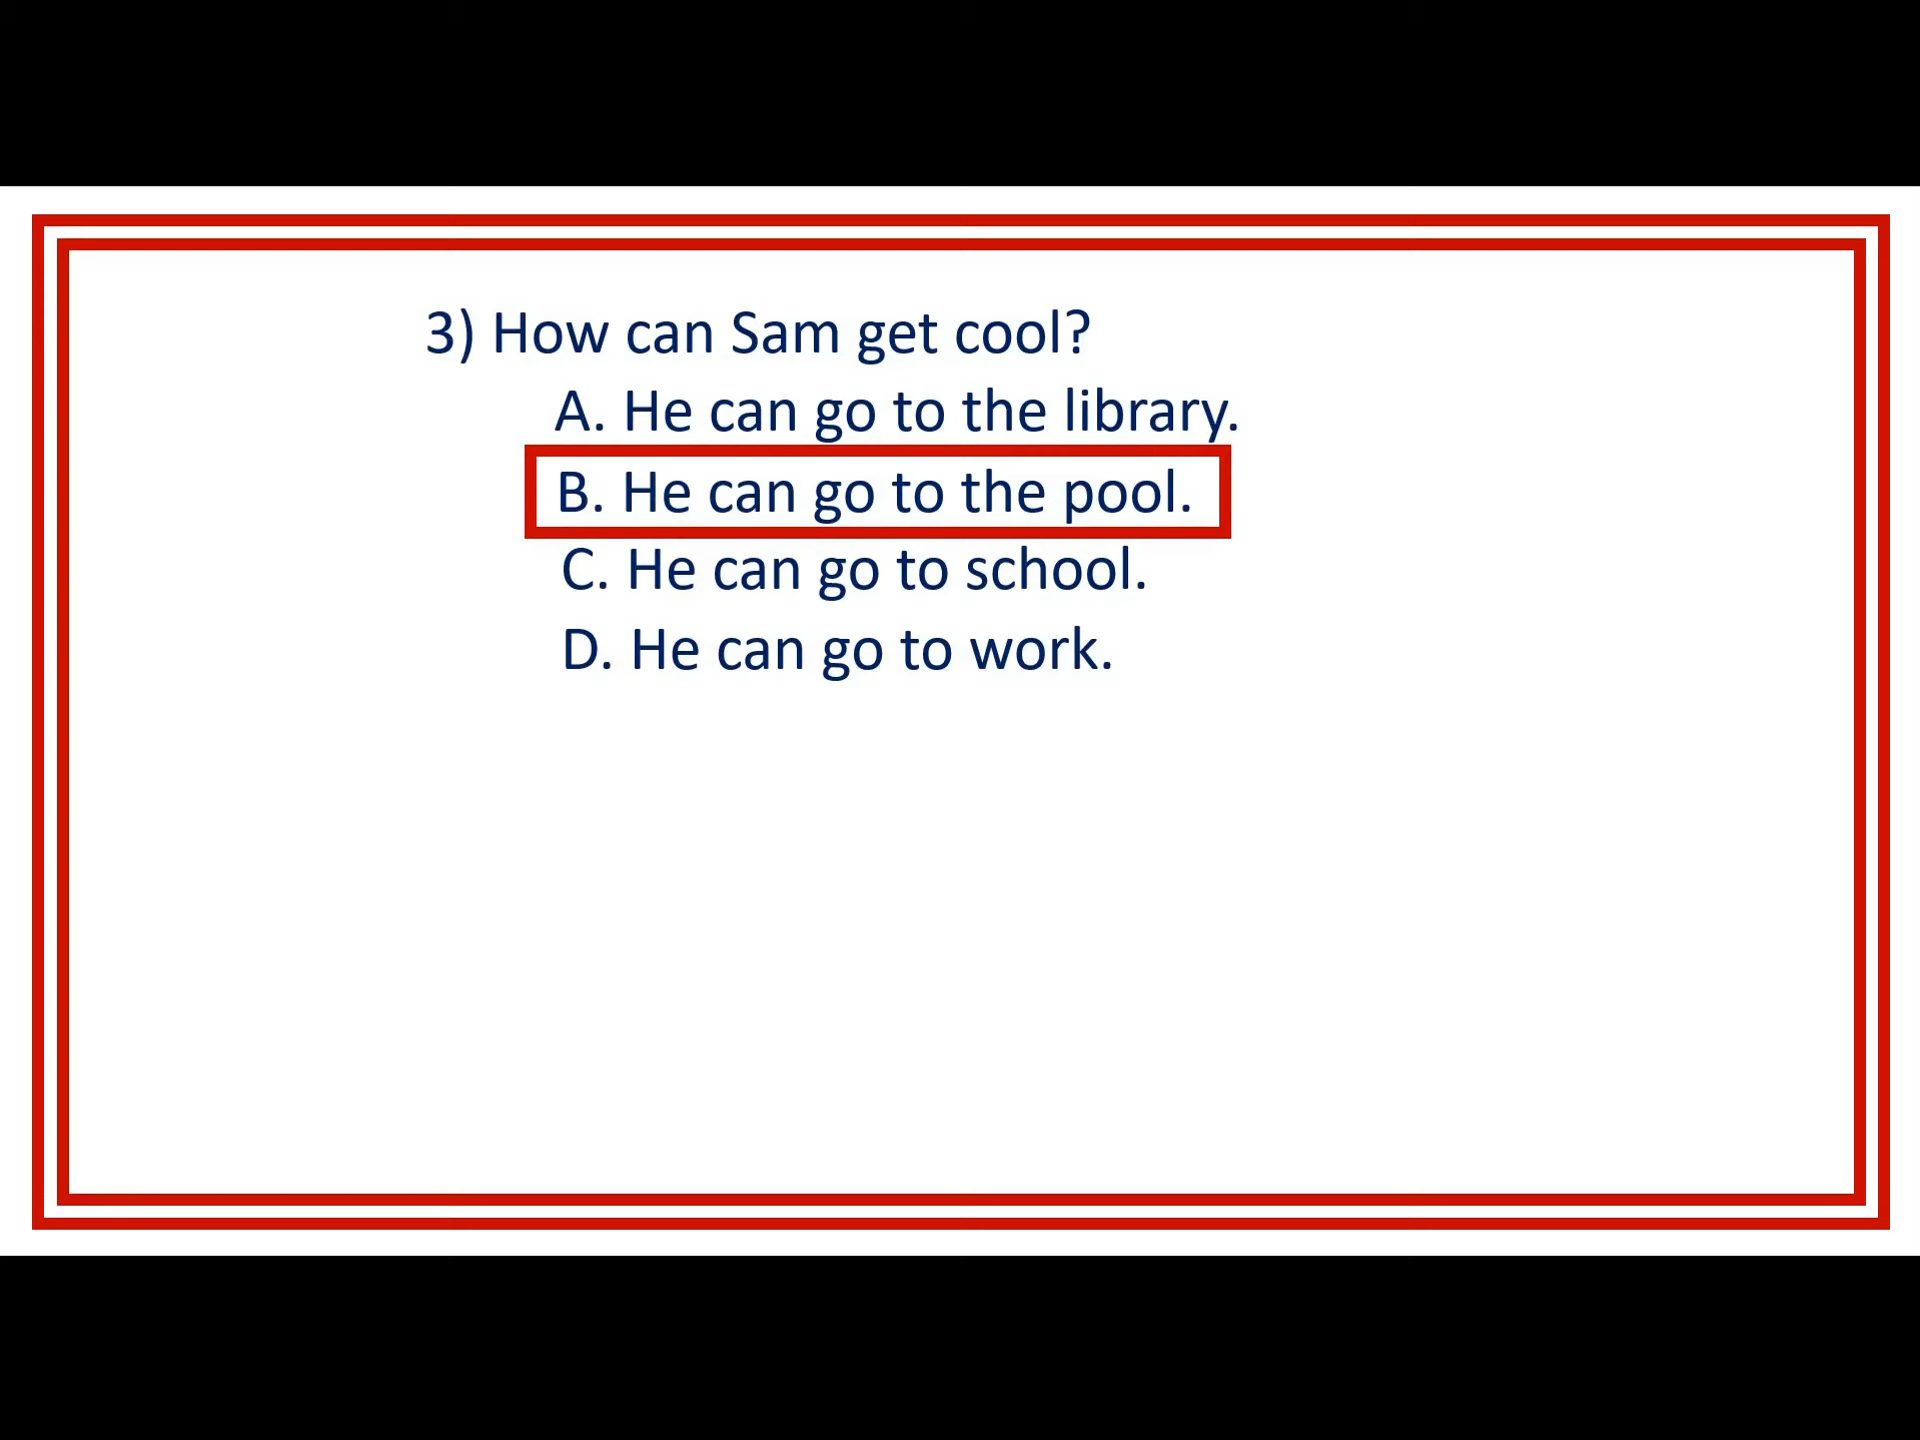 3) How can Sam get cool?
A. He can go to the library.
B. He can go to the pool.
C. He can go to school.
D. He can go to work.